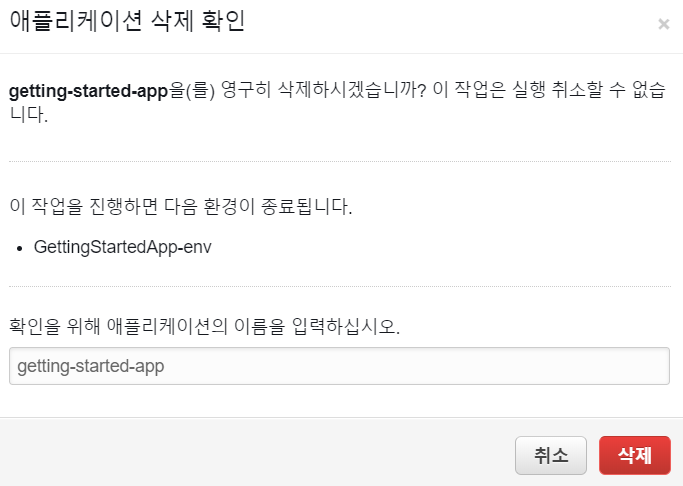 애플리케이션 삭제 확인
×
getting-started-app을(를) 영구히 삭제하시겠습니까? 이 작업은 실행 취소할 수 없습
니다.
이 작업을 진행하면 다음 환경이 종료됩니다.
• GettingStartedApp-env
확인을 위해 애플리케이션의 이름을 입력하십시오.
getting-started-app
취소 삭제